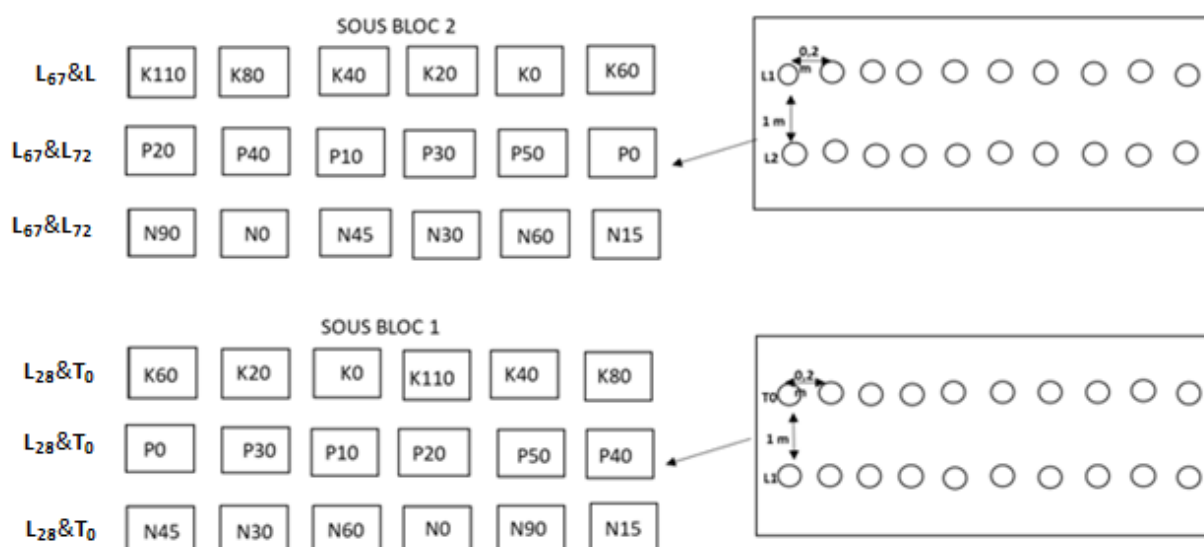 SOUS BLOC 2
L67&L K110 K80 K40 K20 K0 K60
L67&L72 P20 P40 P10 P30 P50 P0
L67&L72 N90 N0 N45 N30 N60 N15
0,2 m
L1
1 m
L2
SOUS BLOC 1
L28&T0 K60 K20 K0 K110 K40 K80
L28&T0 P0 P30 P10 P20 P50 P40
L28&T0 N45 N30 N60 N0 N90 N15
0,2 m
T0
1 m